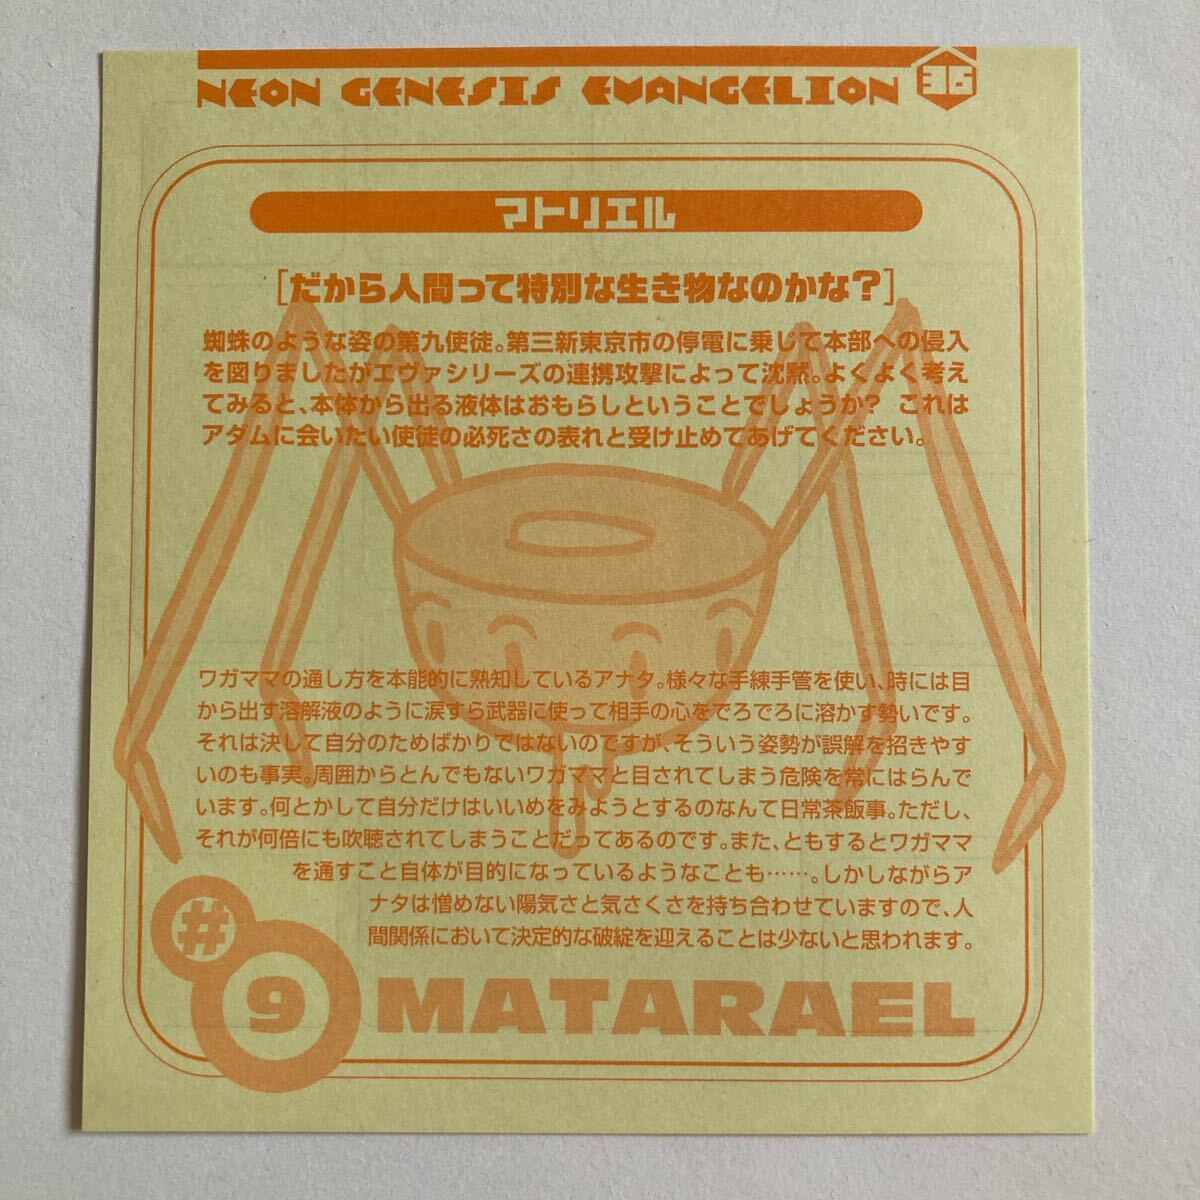 NEON GENESIS EVANGELION 36
マトリエル
[だから人間って特別な生き物なのかな?]
蜘蛛のような姿の第九使徒。第三新東京市の停電に乗じて本部への侵入
を図りましたがエヴァシリーズの連携攻撃によって沈黙。よくよく考え
てみると、本体から出る液体はおもらしということでしょうか? これは
アダムに会いたい使徒の必死さの表れと受け止めてあげてください。
ワガママの通し方を本能的に熟知しているアナタ。様々な手練手管を使い、時には目
から出す溶解液のように涙すら武器に使って相手の心をでろでろに溶かす勢いです。
それは決して自分のためばかりではないのですが、そういう姿勢が誤解を招きやす
いのも事実。周囲からとんでもないワガママと目されてしまう危険を常にはらんで
います。何とかして自分だけはいいめをみようとするのなんて日常茶飯事。ただし、
それが何倍にも吹聴されてしまうことだってあるのです。また、ともするとワガママ
を通すこと自体が目的になっているようなことも……。しかしながらア
ナタは憎めない陽気さと気さくさを持ち合わせていますので、人
間関係において決定的な破綻を迎えることは少ないと思われます。
#9 MATARAEL